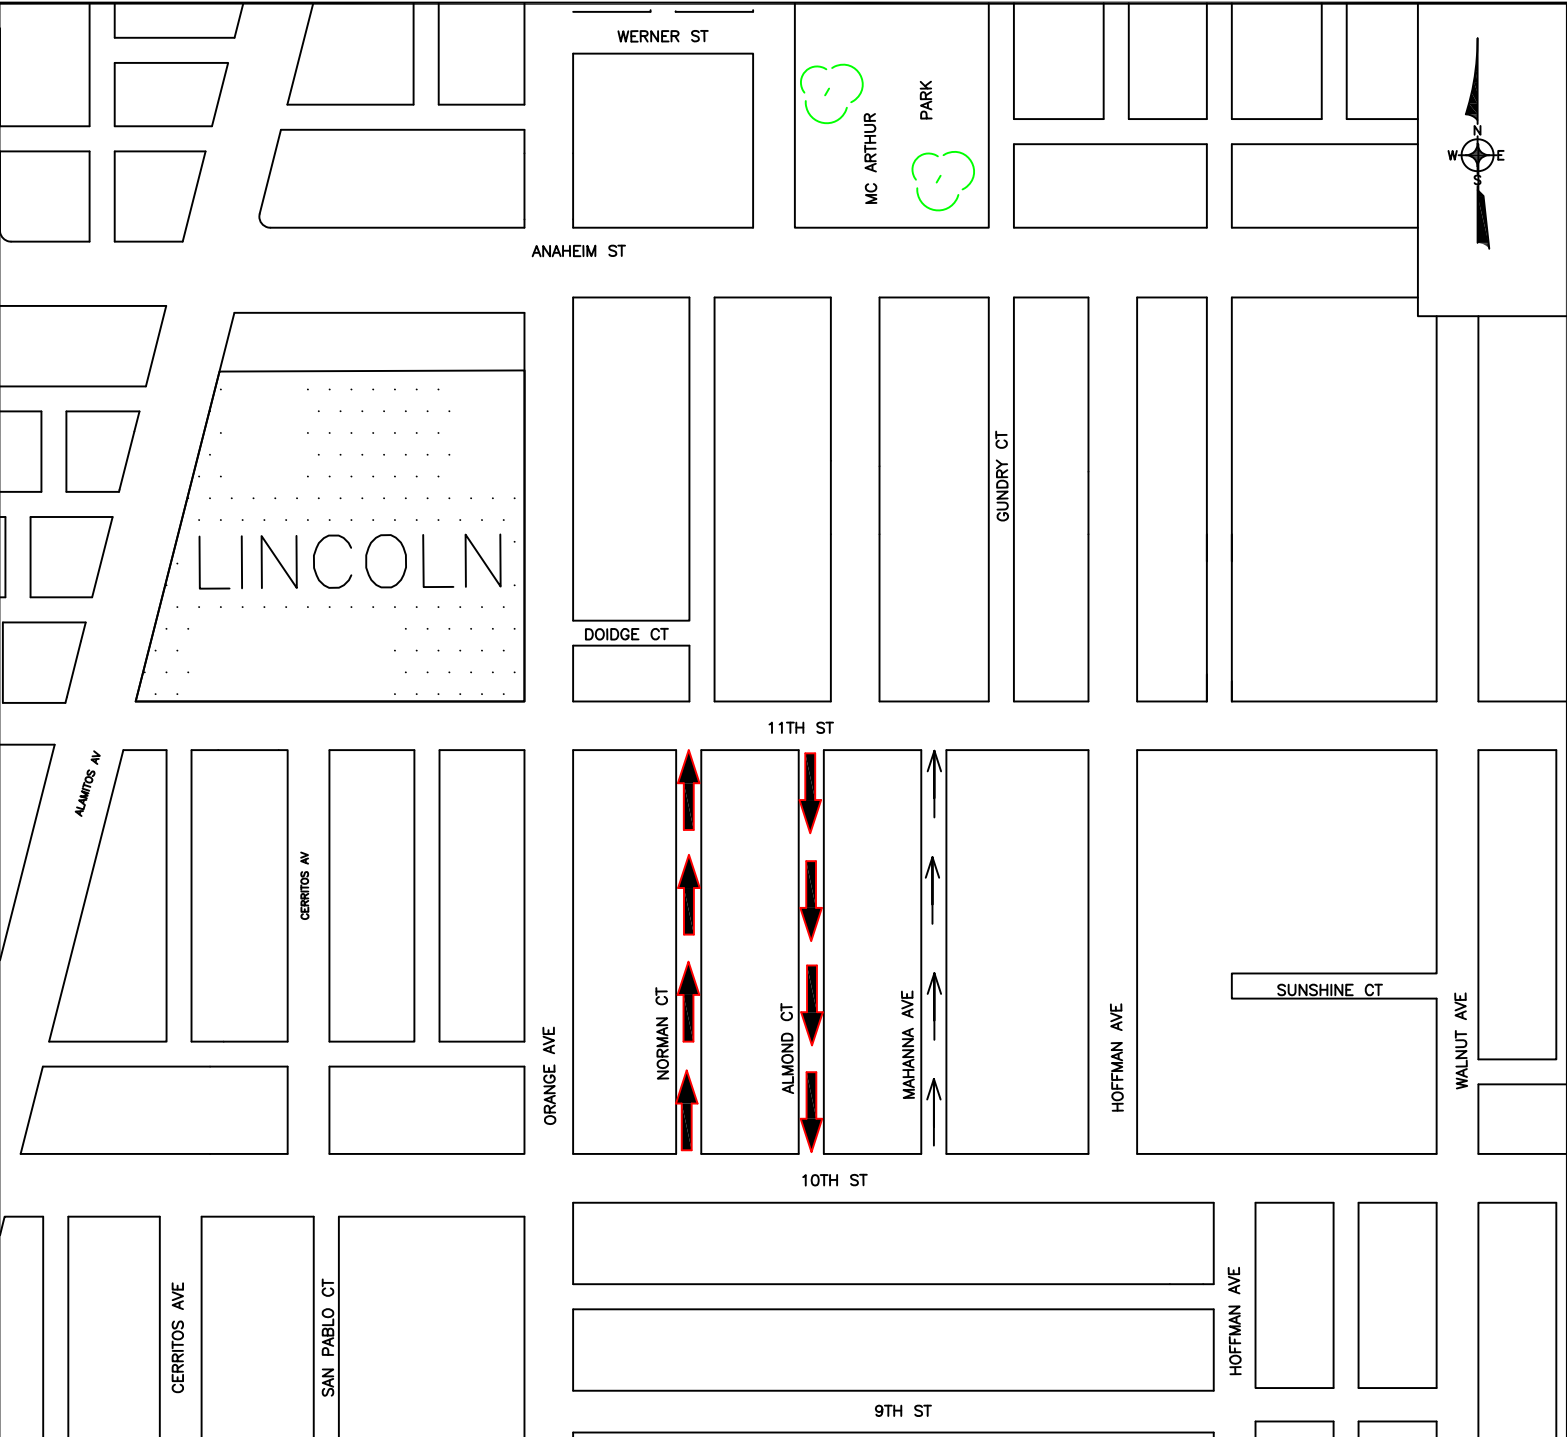 WERNER ST
MC ARTHUR
PARK
N
W
E
S
ANAHEIM ST
GUNDRY CT
LINCOLN
DOIDGE CT
11TH ST
ALAMITOS AV
CERRITOS AV
ORANGE AVE
NORMAN CT
ALMOND CT
MAHANNA AVE
HOFFMAN AVE
SUNSHINE CT
WALNUT AVE
10TH ST
CERRITOS AVE
SAN PABLO CT
HOFFMAN AVE
9TH ST